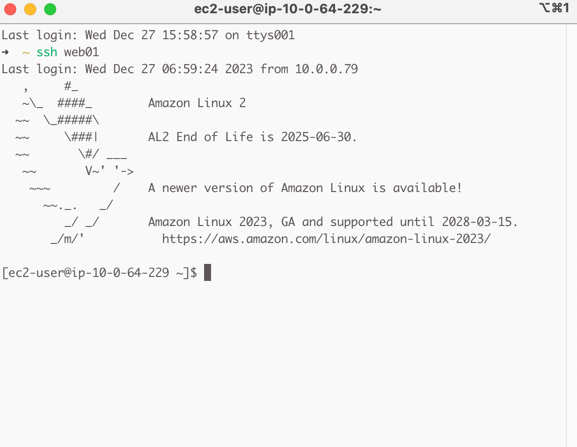 ec2-user@ip-10-0-64-229:~ ⌥⌘1
Last login: Wed Dec 27 15:58:57 on ttys001
➜  ~ ssh web01
Last login: Wed Dec 27 06:59:24 2023 from 10.0.0.79
   ,     #_
   ~\_  ####_        Amazon Linux 2
  ~~  \_#####\
  ~~     \###|       AL2 End of Life is 2025-06-30.
  ~~       \#/ ___
   ~~       V~' '->
    ~~~         /    A newer version of Amazon Linux is available!
      ~~._.   _/
         _/ _/       Amazon Linux 2023, GA and supported until 2028-03-15.
       _/m/'           https://aws.amazon.com/linux/amazon-linux-2023/
[ec2-user@ip-10-0-64-229 ~]$